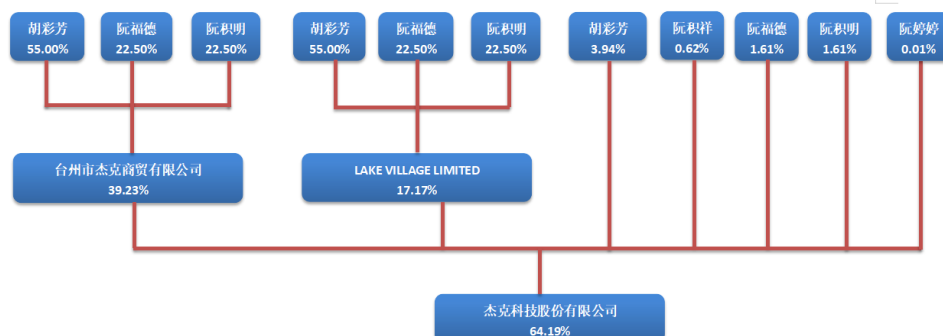 胡彩芳
55.00%
阮福德
22.50%
阮积明
22.50%
胡彩芳
55.00%
阮福德
22.50%
阮积明
22.50%
胡彩芳
3.94%
阮积祥
0.62%
阮福德
1.61%
阮积明
1.61%
阮婷婷
0.01%
台州市杰克商贸有限公司
39.23%
LAKE VILLAGE LIMITED
17.17%
杰克科技股份有限公司
64.19%